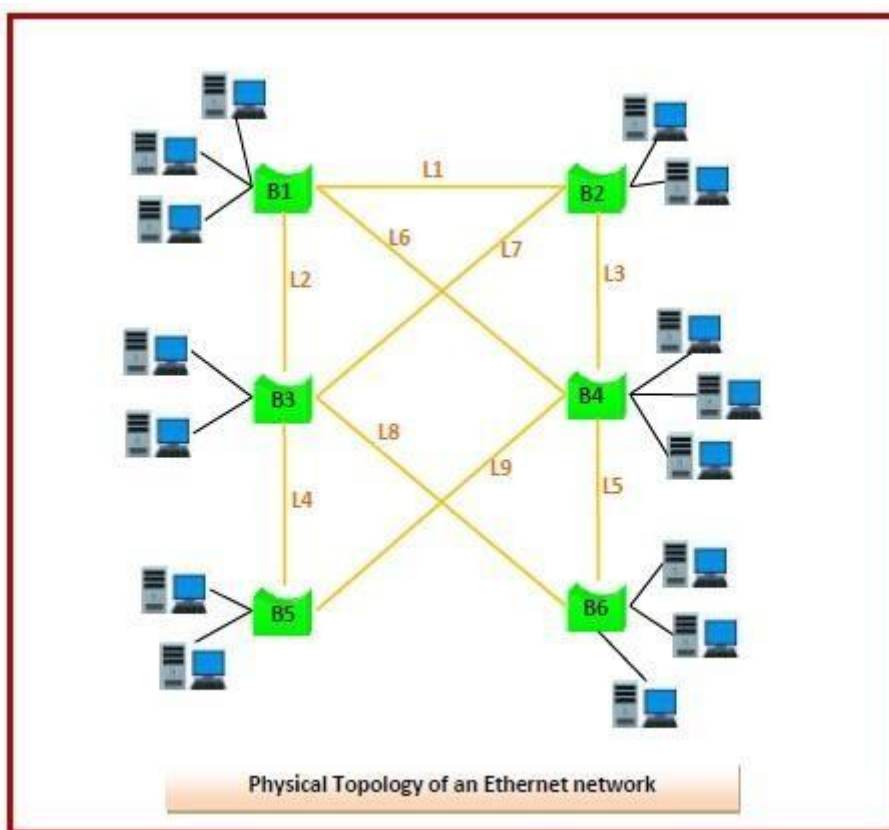 L1
B1
B2
L6
L7
L2
L3
B3
B4
L8
L9
L4
L5
B5
B6
Physical Topology of an Ethernet network